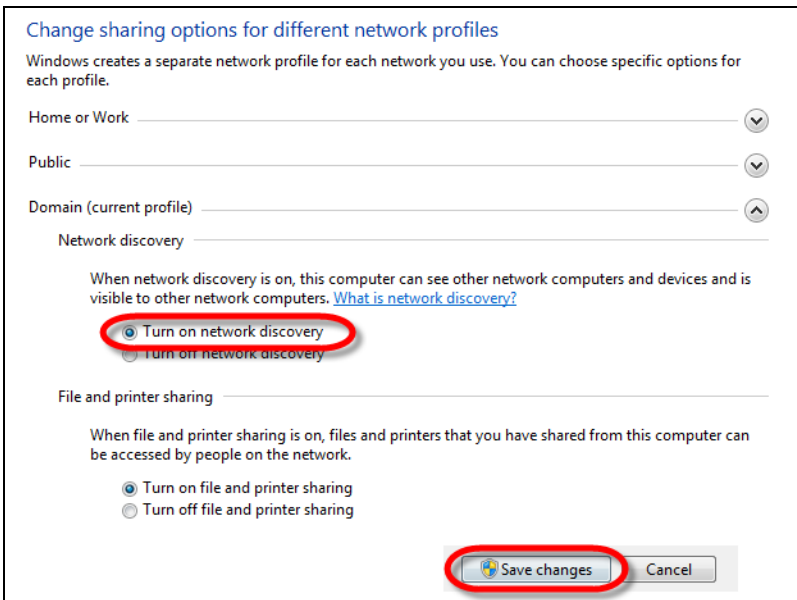 Change sharing options for different network profiles
Windows creates a separate network profile for each network you use. You can choose specific options for
each profile.
Home or Work
Public
Domain (current profile)
Network discovery
When network discovery is on, this computer can see other network computers and devices and is
visible to other network computers. What is network discovery?
Turn on network discovery
Turn off network discovery
File and printer sharing
When file and printer sharing is on, files and printers that you have shared from this computer can
be accessed by people on the network.
Turn on file and printer sharing
Turn off file and printer sharing
Save changes Cancel